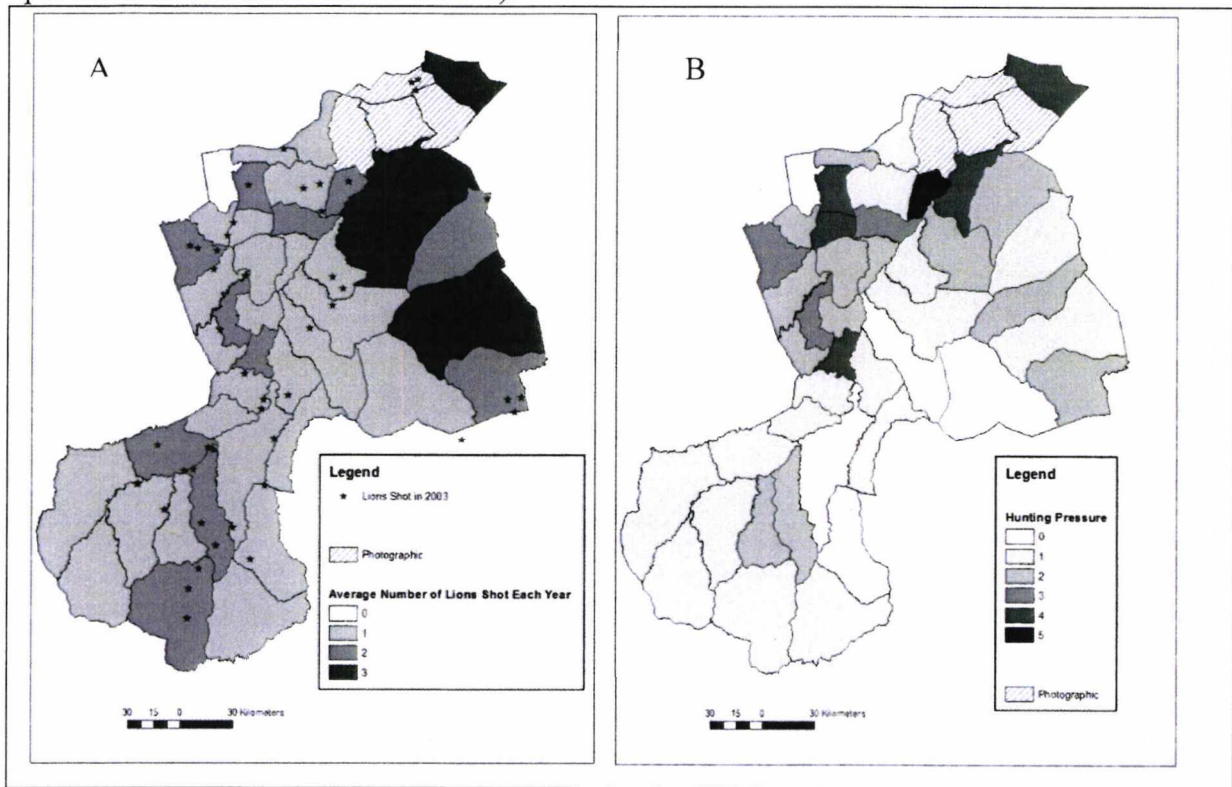 A
Legend
Lions Shot in 2003
Photographic
Average Number of Lions Shot Each Year
0
1
2
3
30 15 0 30 Kilometers
B
Legend
Hunting Pressure
0
1
2
3
4
5
Photographic
30 15 0 30 Kilometers